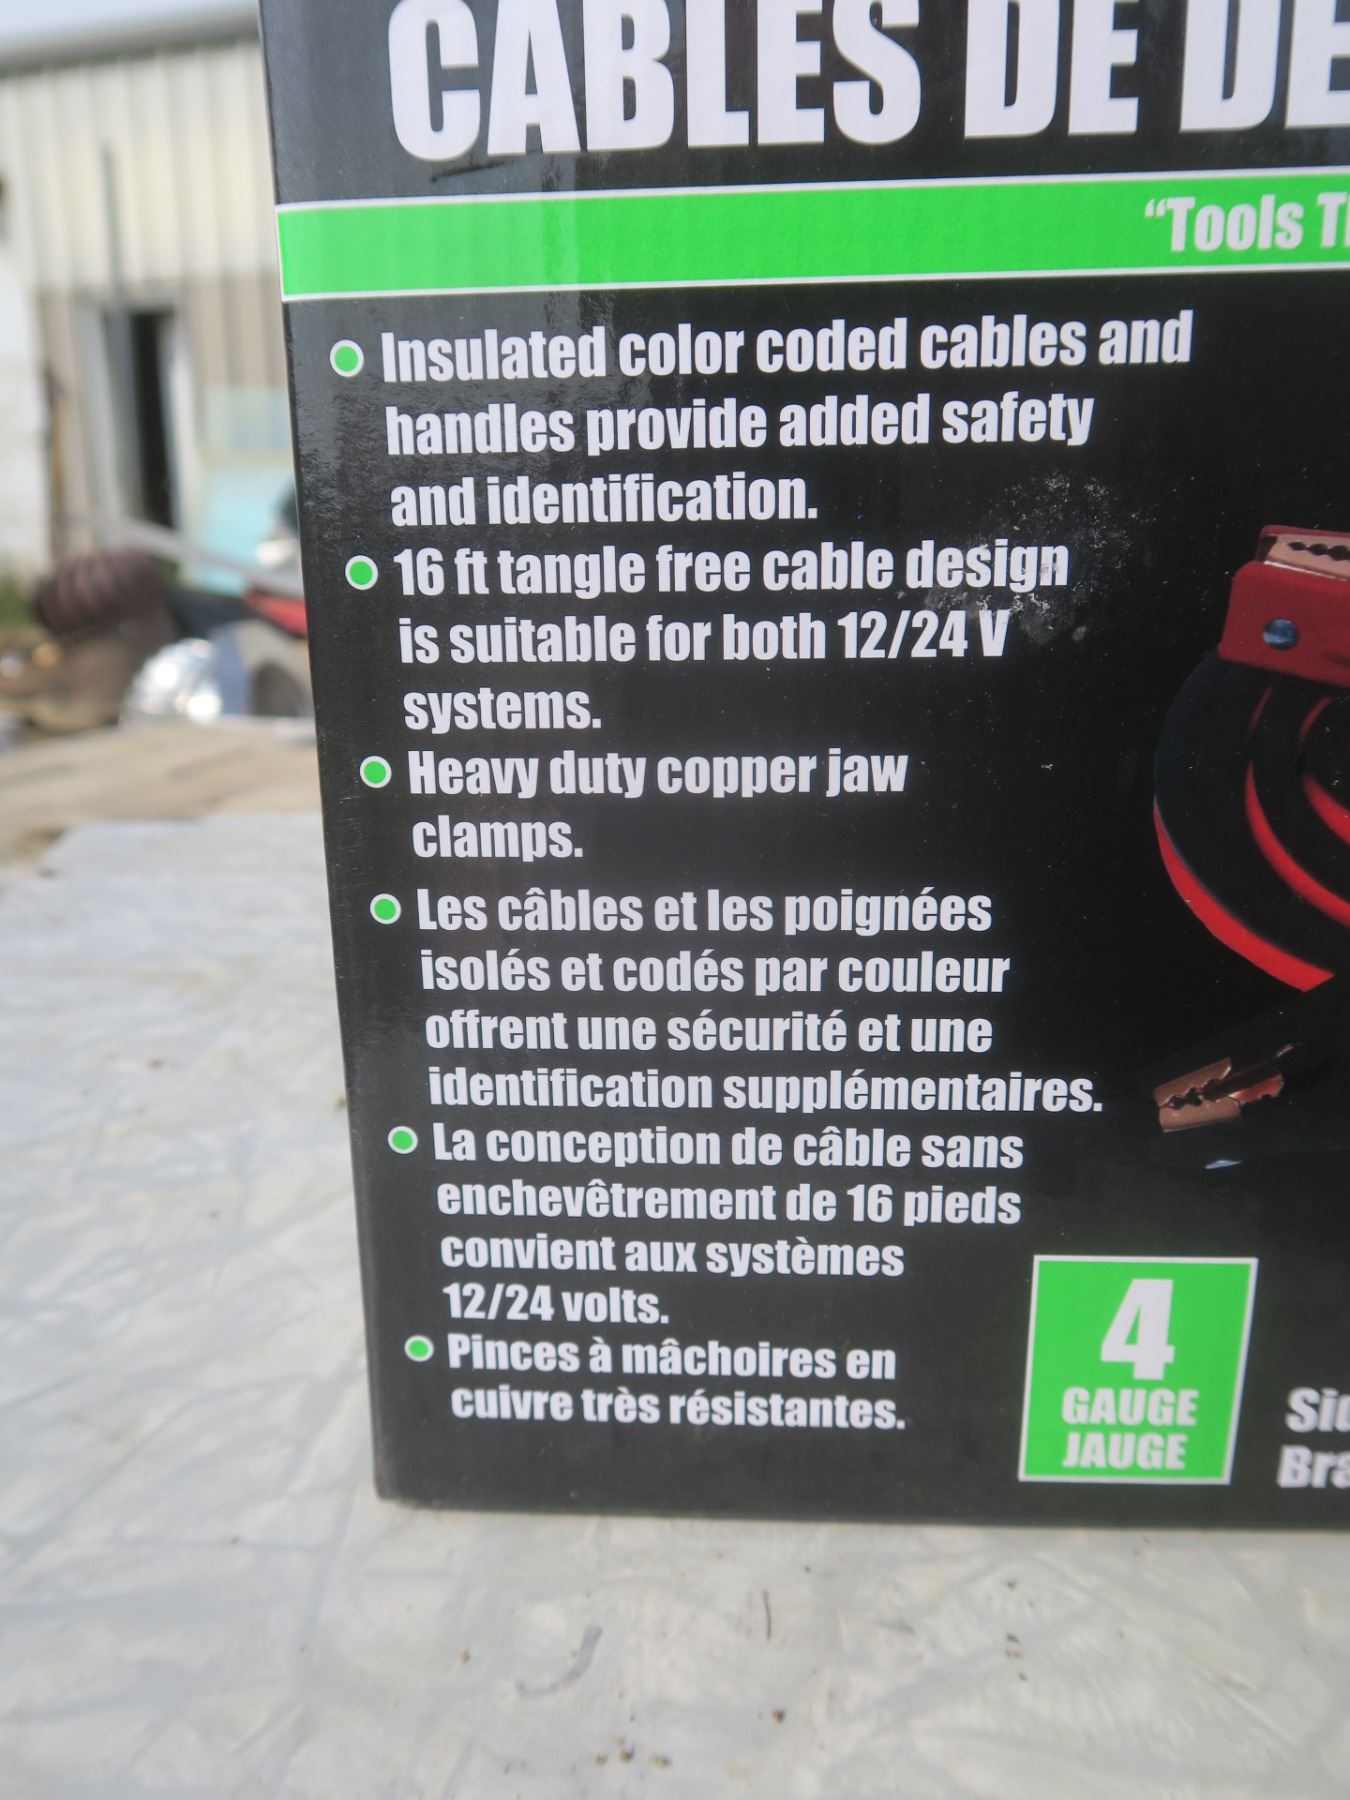 CABLES DE
"Tools
Insulated color coded cables and
handles provide added safety
and identification.
16 ft tangle free cable design
is suitable for both 12/24 V
systems.
Heavy duty copper jaw
clamps.
Les câbles et les poignées
isolés et codés par couleur
offrent une sécurité et une
identification supplémentaires.
La conception de câble sans
enchevêtrement de 16 pieds
convient aux systèmes
12/24 volts.
Pinces à mâchoires en
cuivre très résistantes.
4
GAUGE
JAUGE